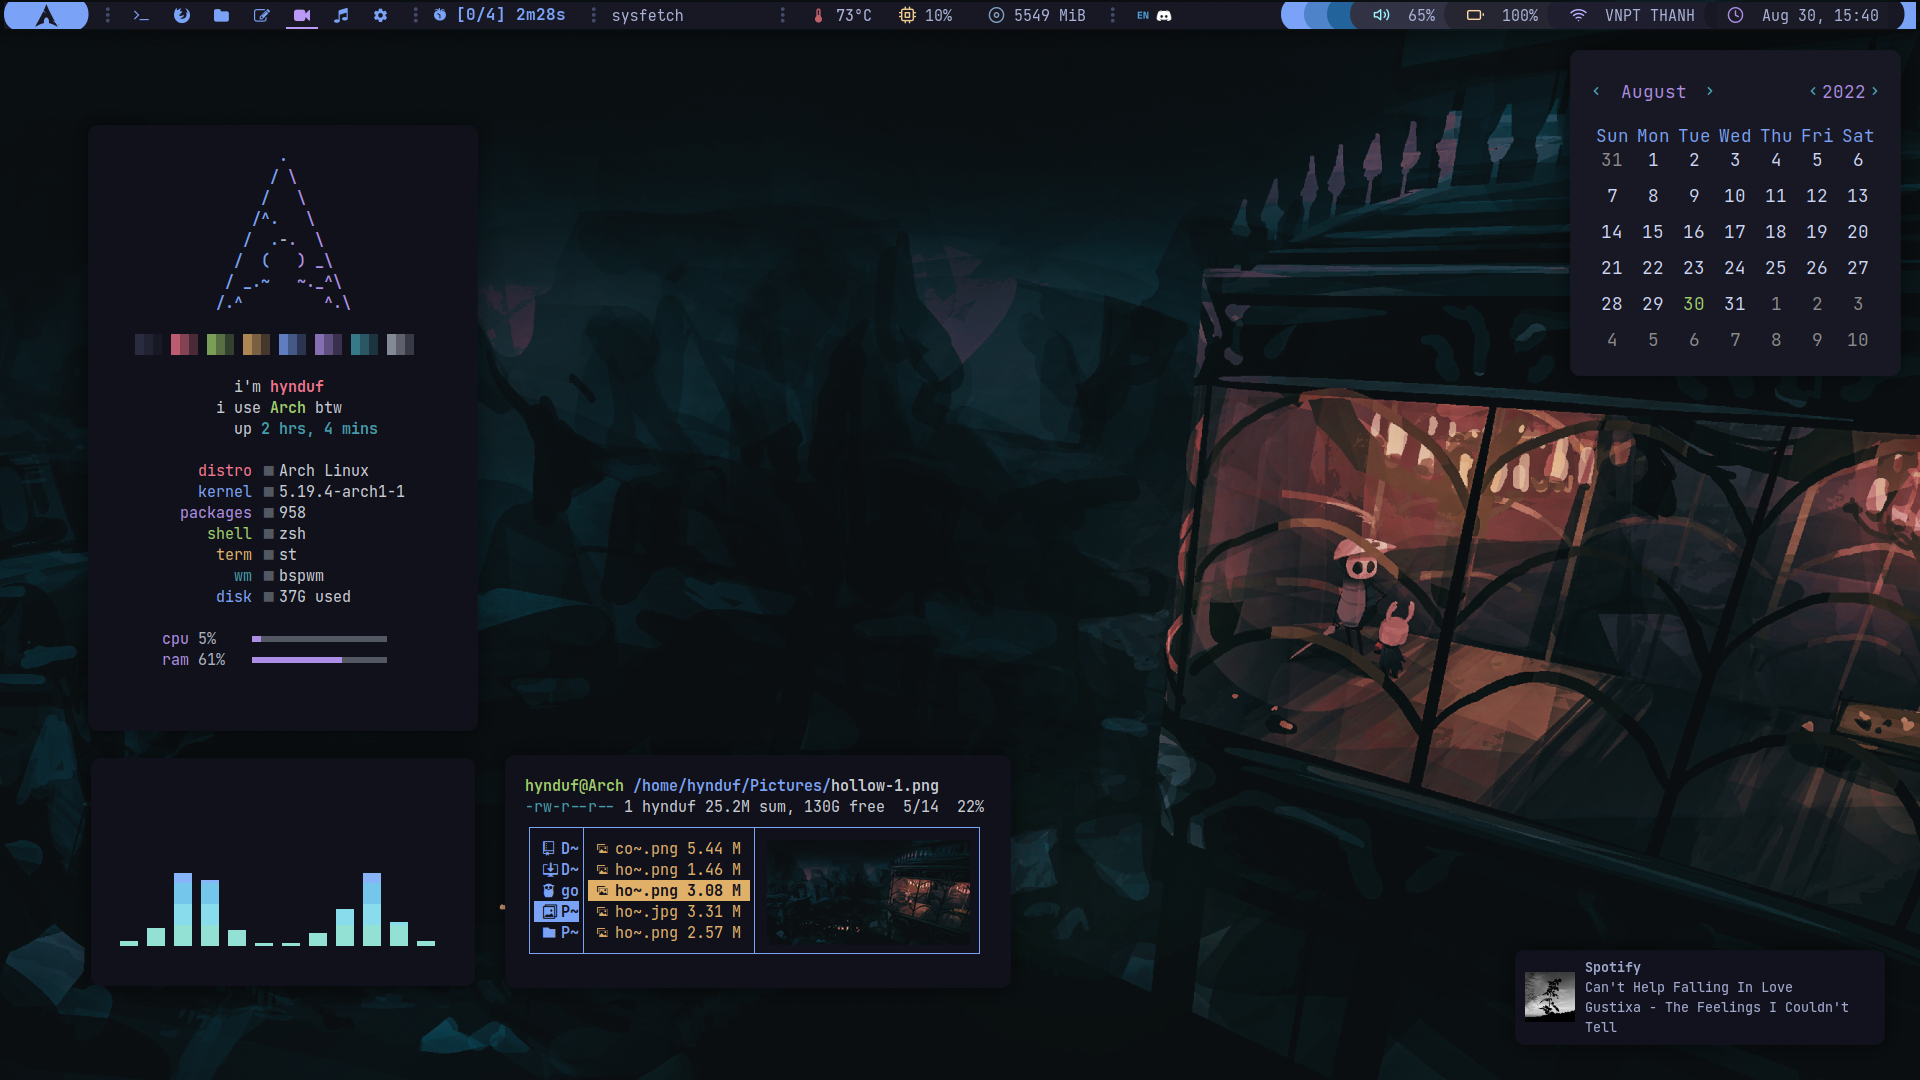 [0/4] 2m28s
sysfetch
73°C
10%
5549 MiB
EN
65%
100%
VNPT THANH
Aug 30, 15:40
i'm hynduf
i use Arch btw
up 2 hrs, 4 mins
distro Arch Linux
kernel 5.19.4-arch1-1
packages 958
shell zsh
term st
wm bspwm
disk 37G used
cpu 5%
ram 61%
hynduf@Arch /home/hynduf/Pictures/hollow-1.png
-rw-r--r-- 1 hynduf 25.2M sum, 130G free 5/14 22%
D~ co~.png 5.44 M
D~ ho~.png 1.46 M
go ho~.png 3.08 M
P~ ho~.jpg 3.31 M
P~ ho~.png 2.57 M
‹ August › ‹ 2022 ›
Sun Mon Tue Wed Thu Fri Sat
31 1 2 3 4 5 6
7 8 9 10 11 12 13
14 15 16 17 18 19 20
21 22 23 24 25 26 27
28 29 30 31 1 2 3
4 5 6 7 8 9 10
Spotify
Can't Help Falling In Love
Gustixa - The Feelings I Couldn't
Tell